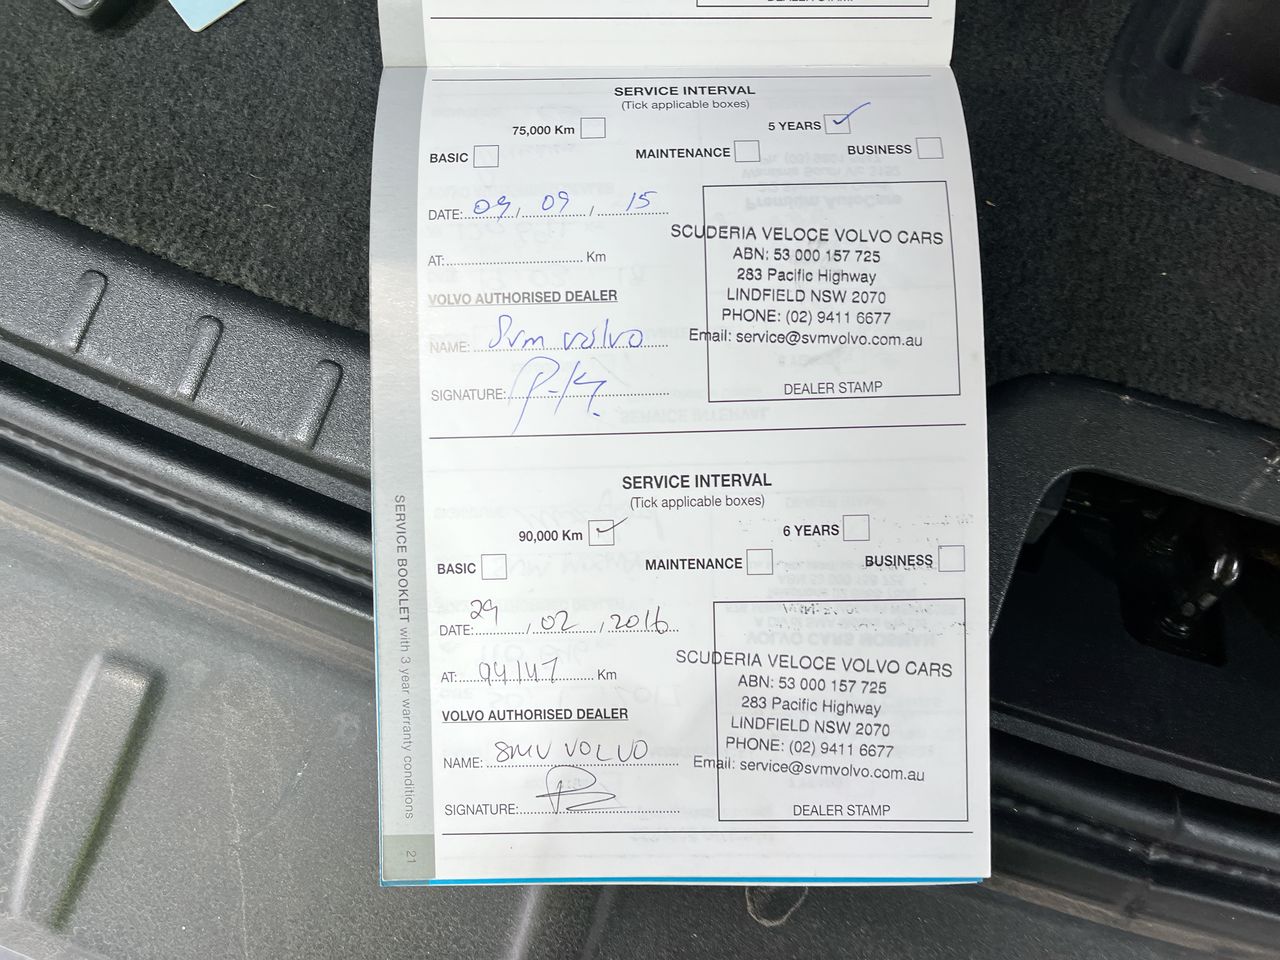 DEALER STAMP
SERVICE INTERVAL
(Tick applicable boxes)
75,000 Km
5 YEARS
BASIC
MAINTENANCE
BUSINESS
DATE: 09 / 09 / 15
SCUDERIA VELOCE VOLVO CARS
ABN: 53 000 157 725
283 Pacific Highway
LINDFIELD NSW 2070
PHONE: (02) 9411 6677
Email: service@svmvolvo.com.au
DEALER STAMP
AT: Km
VOLVO AUTHORISED DEALER
NAME: Svm volvo
SIGNATURE:
SERVICE INTERVAL
(Tick applicable boxes)
90,000 Km
6 YEARS
BASIC
MAINTENANCE
BUSINESS
DATE: 29 / 02 / 2016
SCUDERIA VELOCE VOLVO CARS
ABN: 53 000 157 725
283 Pacific Highway
LINDFIELD NSW 2070
PHONE: (02) 9411 6677
Email: service@svmvolvo.com.au
DEALER STAMP
AT: 94147 Km
VOLVO AUTHORISED DEALER
NAME: SMV VOLVO
SIGNATURE:
SERVICE BOOKLET with 3 year warranty conditions
21